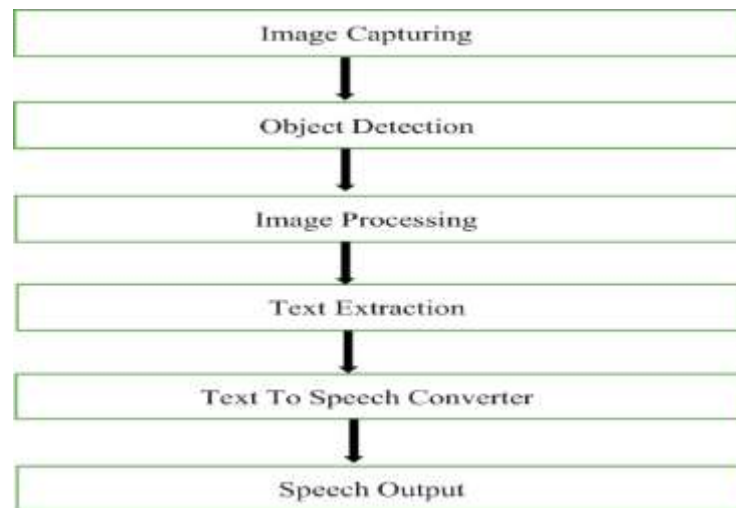 Image Capturing
Object Detection
Image Processing
Text Extraction
Text To Speech Converter
Speech Output